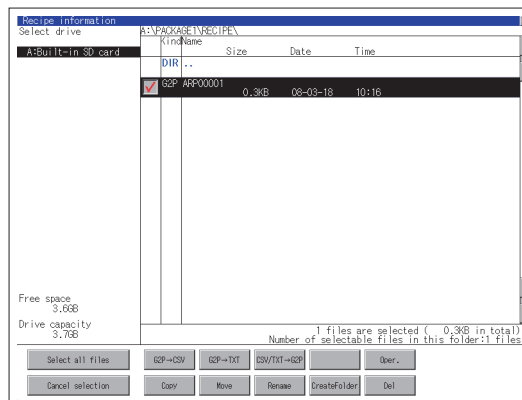 Recipe information
Select drive
A:\PACKAGE1\RECIPE\
Kind Name
Size Date Time
A:Built-in SD card
DIR ..
G2P ARP00001
0.3KB 08-03-18 10:16
Free space
3.6GB
Drive capacity
3.7GB
1 files are selected ( 0.3KB in total)
Number of selectable files in this folder:1 files
Select all files G2P→CSV G2P→TXT CSV/TXT→G2P Oper.
Cancel selection Copy Move Rename CreateFolder Del